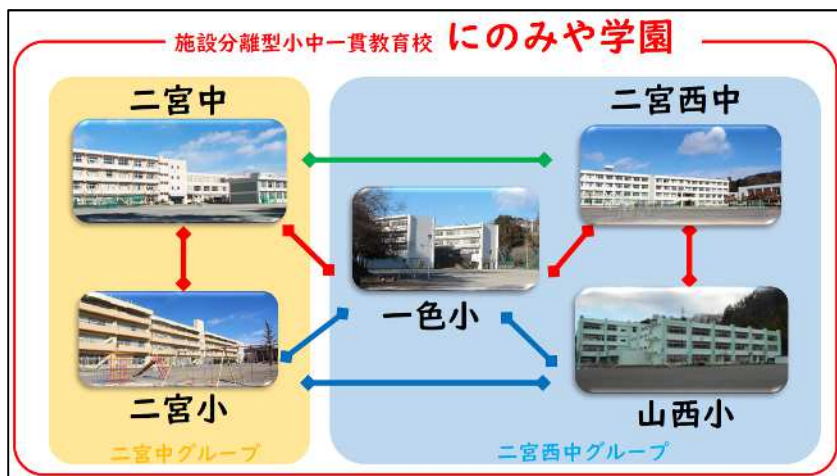 施設分離型小中一貫教育校 にのみや学園
二宮中
二宮西中
一色小
二宮小
山西小
二宮中グループ
二宮西中グループ